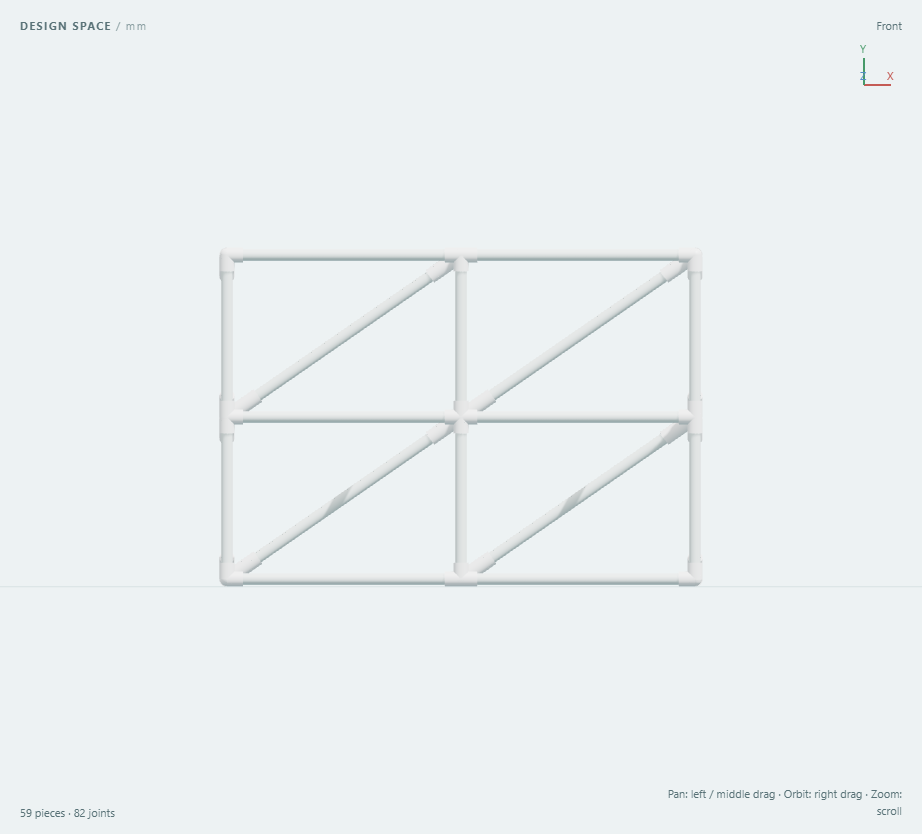 DESIGN SPACE / mm
Front
Y
Z X
59 pieces · 82 joints
Pan: left / middle drag · Orbit: right drag · Zoom:
scroll